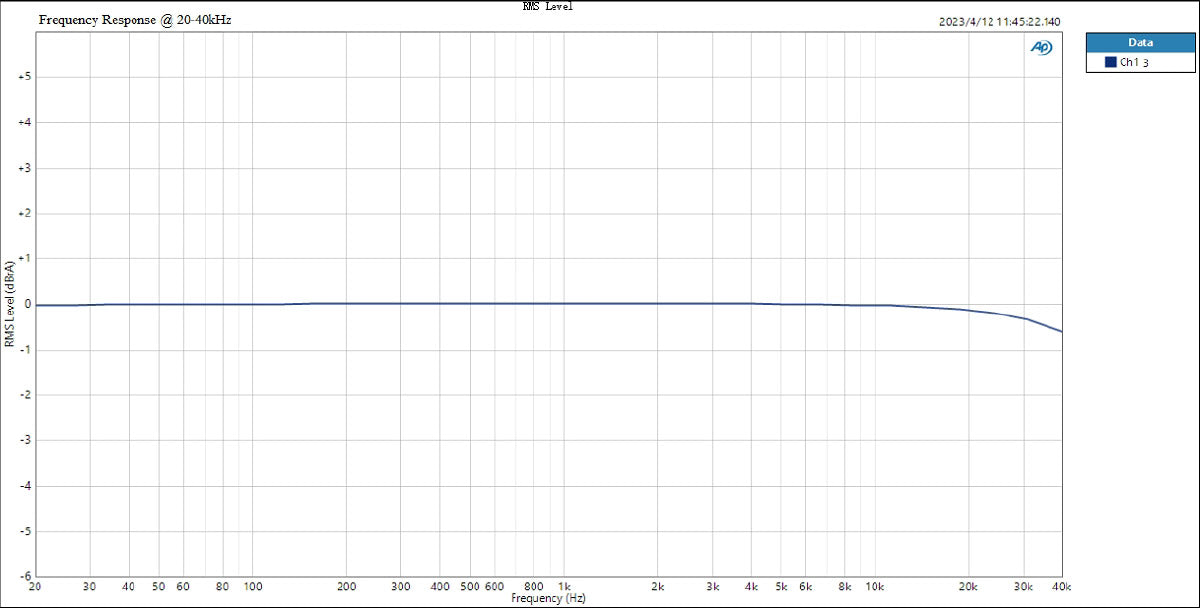 RMS Level
Frequency Response @ 20-40kHz
2023/4/12 11:45:22.140
AP
Data
Ch1 3
+5
+4
+3
+2
+1
0
-1
-2
-3
-4
-5
-6
RMS Level (dBrA)
20 30 40 50 60 80 100 200 300 400 500 600 800 1k 2k 3k 4k 5k 6k 8k 10k 20k 30k 40k
Frequency (Hz)